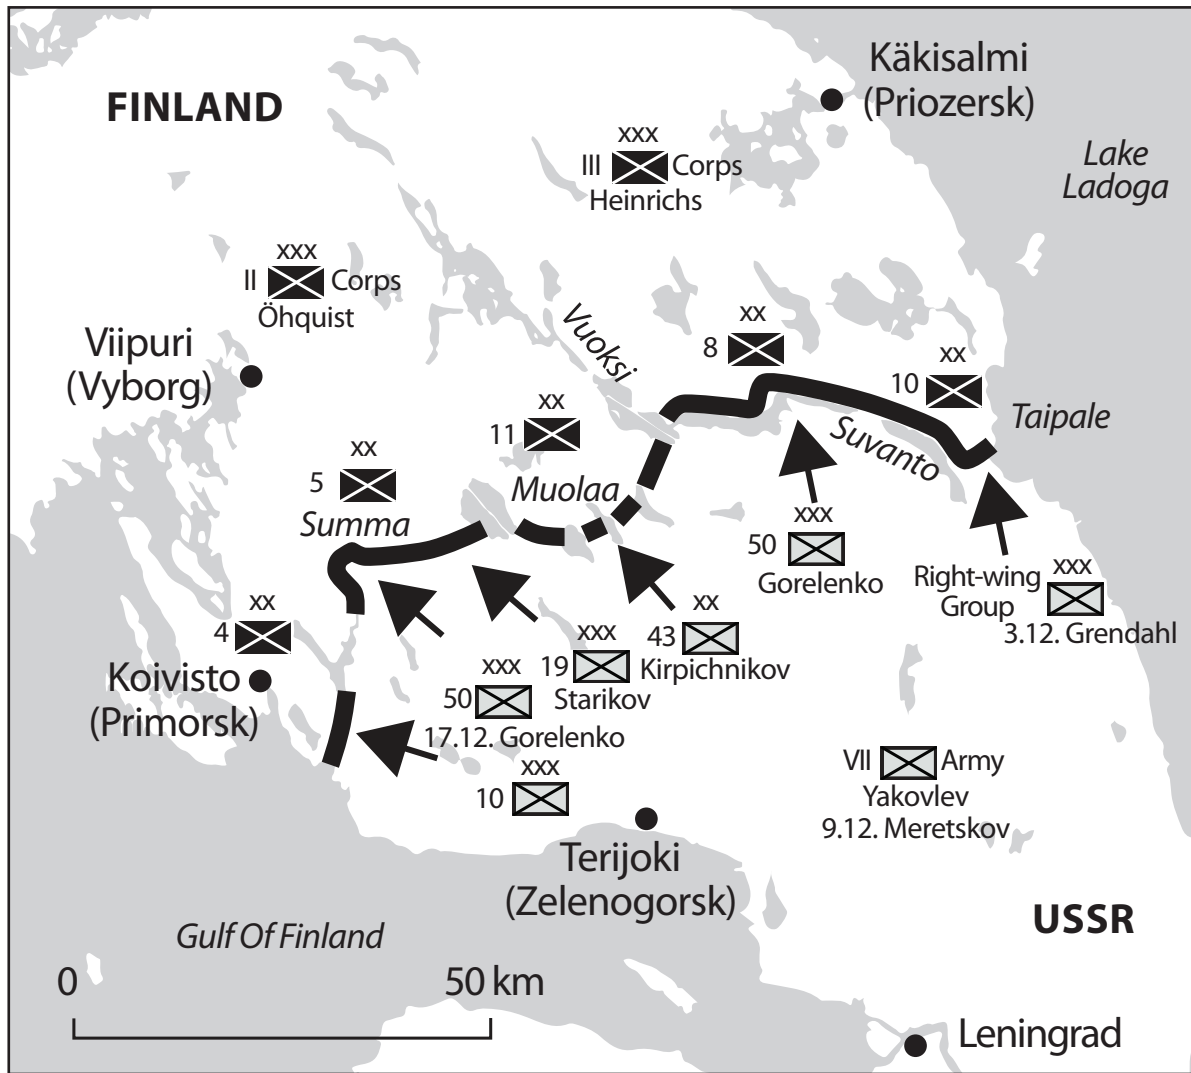 Käkisalmi
(Priozersk)
FINLAND
xxx
III Corps
Heinrichs
Lake
Ladoga
xxx
II Corps
Öhquist
Viipuri
(Vyborg)
Vuoksi
xx
8
xx
10
Taipale
xx
11
Suvanto
xx
5
Muolaa
Summa
xxx
50
Gorelenko
Right-wing
Group
xxx
3.12. Grendahl
xx
4
xx
43
Kirpichnikov
xxx
19
Starikov
Koivisto
(Primorsk)
xxx
50
17.12. Gorelenko
xxx
10
VII Army
Yakovlev
9.12. Meretskov
Terijoki
(Zelenogorsk)
USSR
Gulf Of Finland
0 50 km
Leningrad